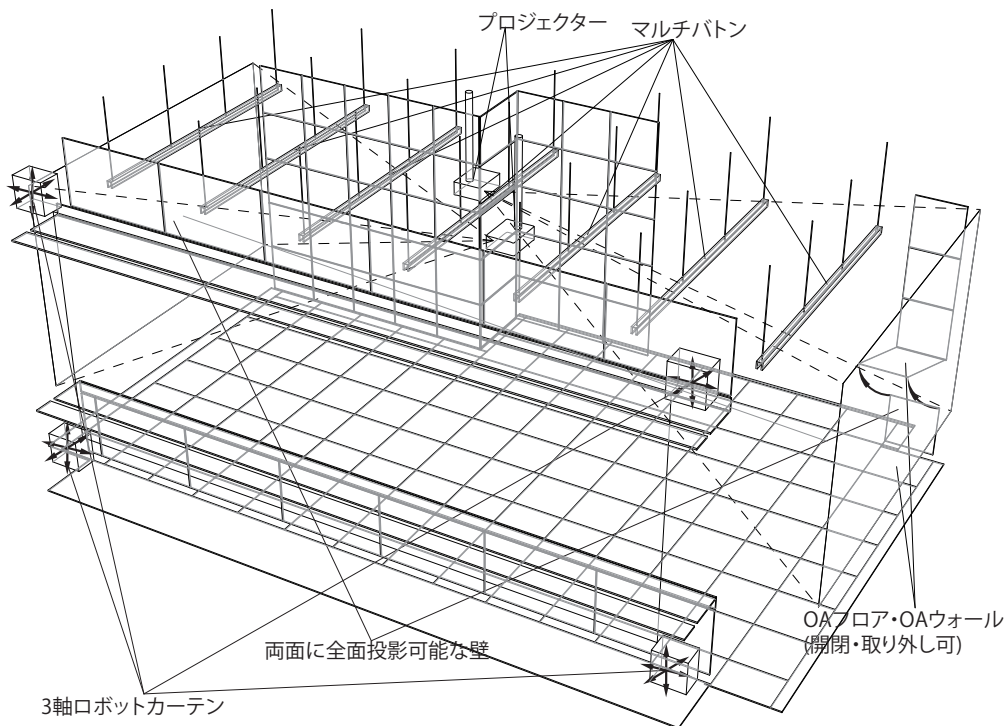 プロジェクター
マルチバトン
OAフロア・OAウォール
(開閉・取り外し可)
両面に全面投影可能な壁
3軸ロボットカーテン